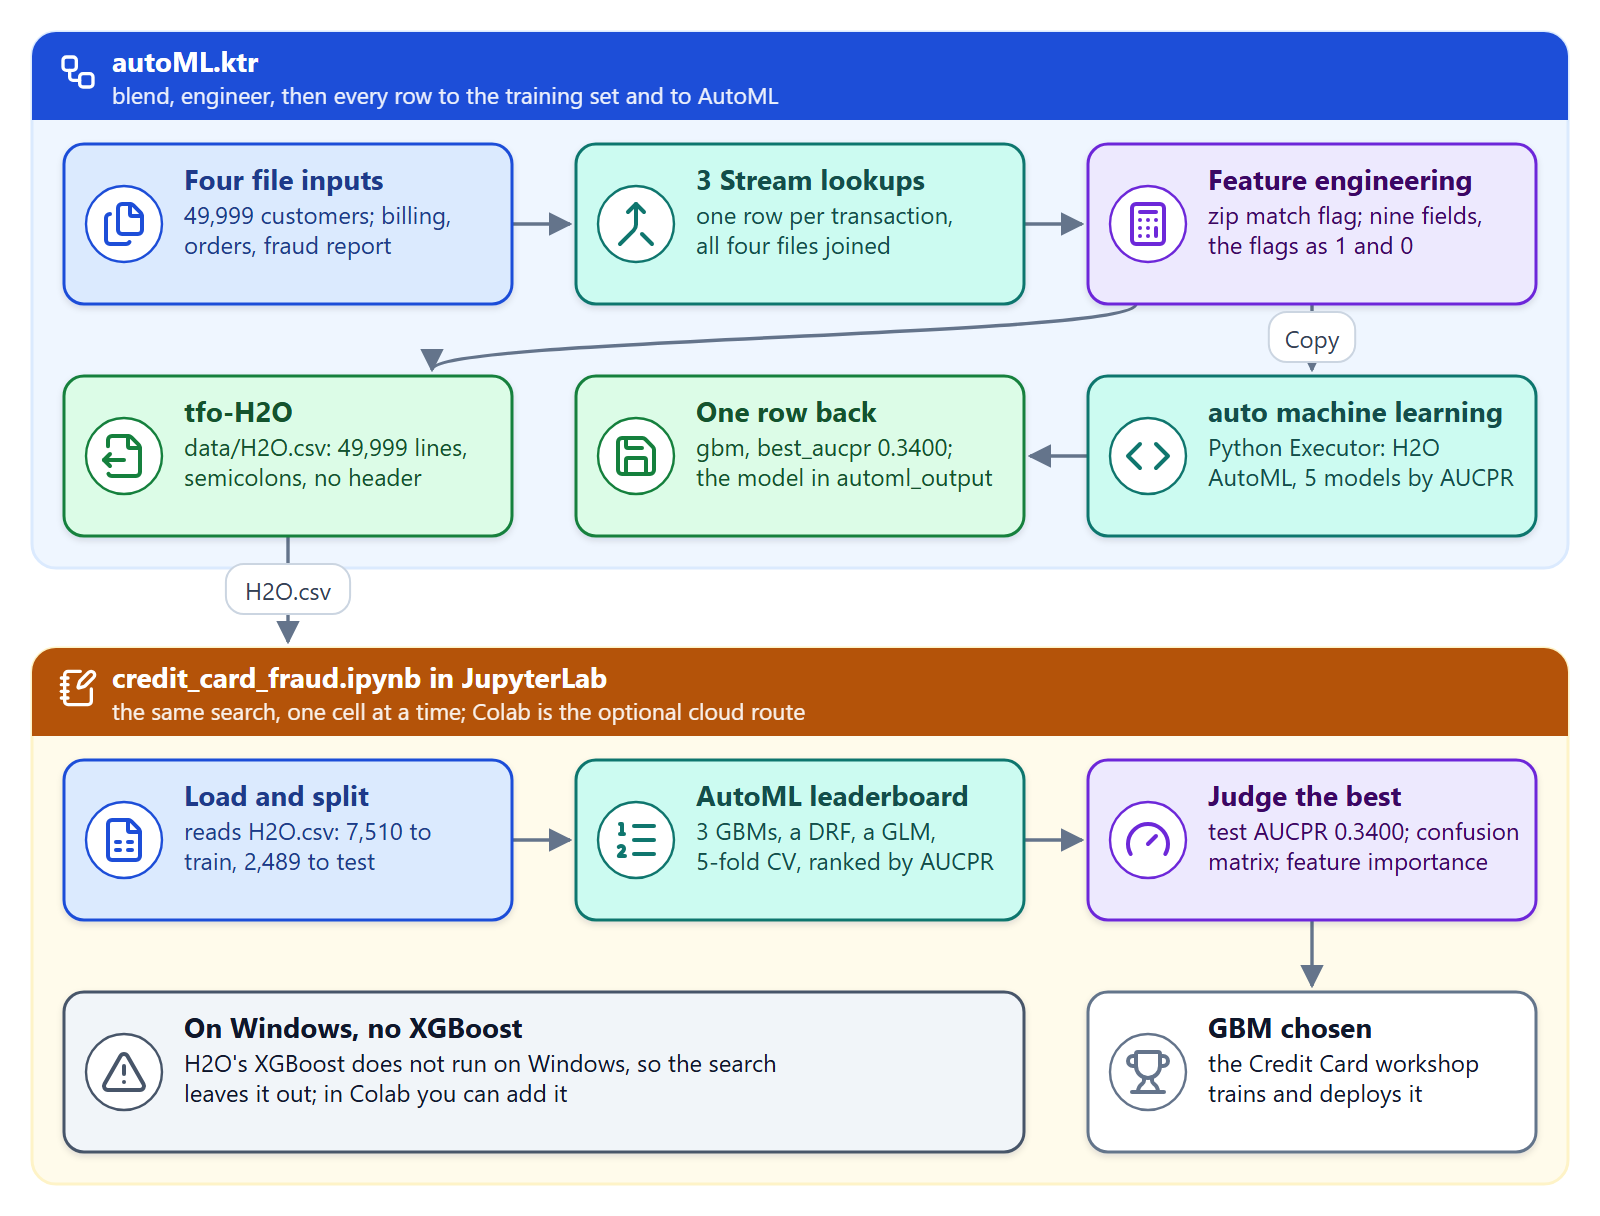 autoML.ktr
blend, engineer, then every row to the training set and to AutoML
Four file inputs
49,999 customers; billing,
orders, fraud report
3 Stream lookups
one row per transaction,
all four files joined
Feature engineering
zip match flag; nine fields,
the flags as 1 and 0
Copy
tfo-H2O
data/H2O.csv: 49,999 lines,
semicolons, no header
One row back
gbm, best_aucpr 0.3400;
the model in automl_output
auto machine learning
Python Executor: H2O
AutoML, 5 models by AUCPR
H2O.csv
credit_card_fraud.ipynb in JupyterLab
the same search, one cell at a time; Colab is the optional cloud route
Load and split
reads H2O.csv: 7,510 to
train, 2,489 to test
1
2
AutoML leaderboard
3 GBMs, a DRF, a GLM,
5-fold CV, ranked by AUCPR
Judge the best
test AUCPR 0.3400; confusion
matrix; feature importance
On Windows, no XGBoost
H2O's XGBoost does not run on Windows, so the search
leaves it out; in Colab you can add it
GBM chosen
the Credit Card workshop
trains and deploys it